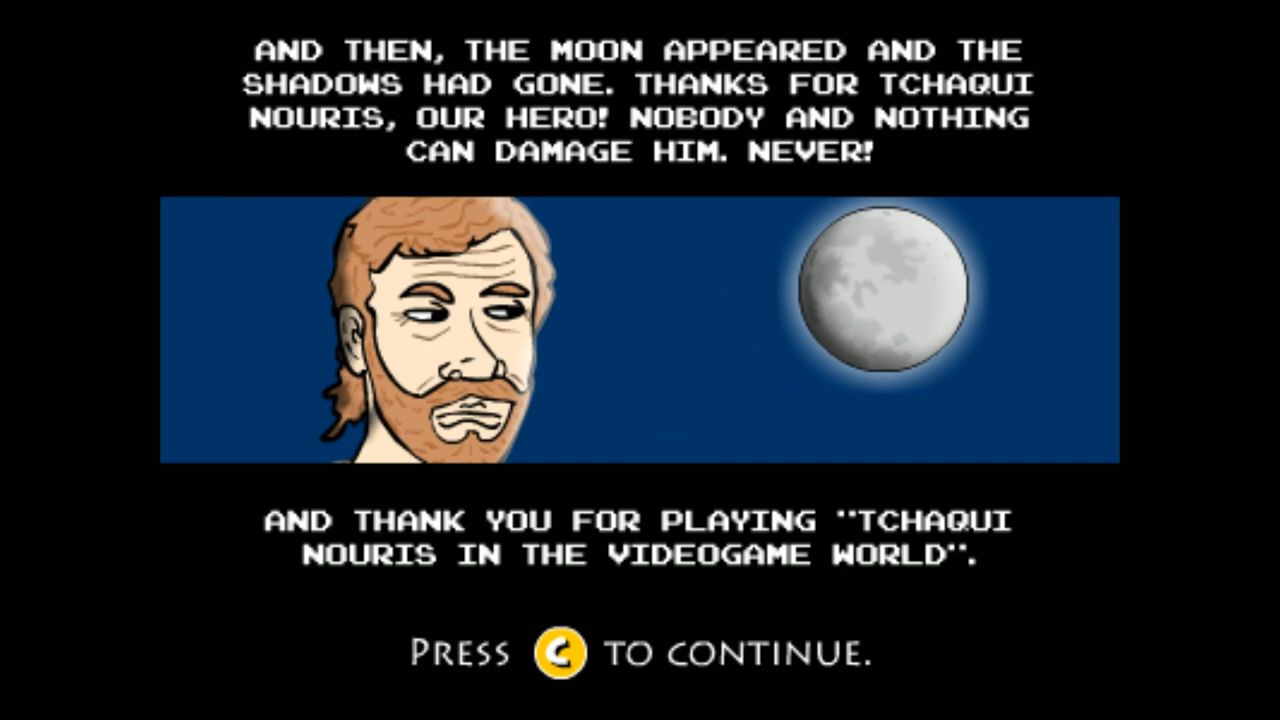 AND THEN, THE MOON APPEARED AND THE
SHADOWS HAD GONE. THANKS FOR TCHAQUI
NOURIS, OUR HERO! NOBODY AND NOTHING
CAN DAMAGE HIM. NEVER!
AND THANK YOU FOR PLAYING "TCHAQUI
NOURIS IN THE VIDEOGAME WORLD".
PRESS C TO CONTINUE.